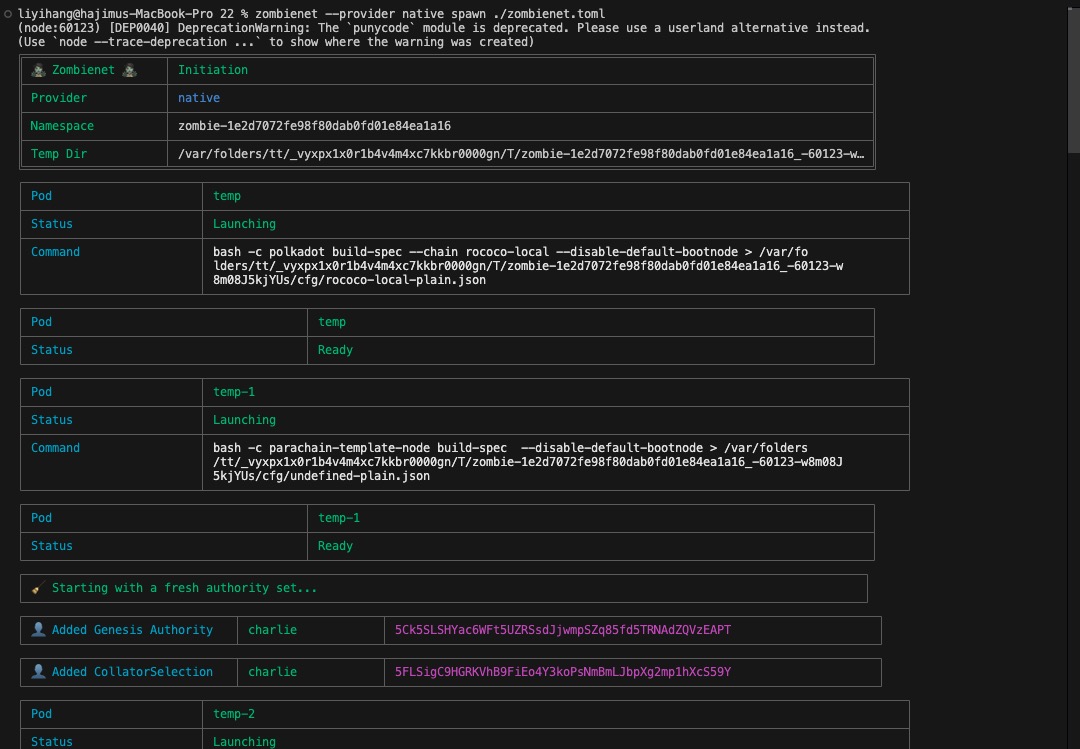 liyihang@hajimus-MacBook-Pro 22 % zombienet --provider native spawn ./zombienet.toml
(node:60123) [DEP0040] DeprecationWarning: The `punycode` module is deprecated. Please use a userland alternative instead.
(Use `node --trace-deprecation ...` to show where the warning was created)
Zombienet Initiation
Provider native
Namespace zombie-1e2d7072fe98f80dab0fd01e84ea1a16
Temp Dir /var/folders/tt/_vyxpx1x0r1b4v4m4xc7kkbr0000gn/T/zombie-1e2d7072fe98f80dab0fd01e84ea1a16_-60123-w…
Pod temp
Status Launching
Command bash -c polkadot build-spec --chain rococo-local --disable-default-bootnode > /var/fo
lders/tt/_vyxpx1x0r1b4v4m4xc7kkbr0000gn/T/zombie-1e2d7072fe98f80dab0fd01e84ea1a16_-60123-w
8m08J5kjYUs/cfg/rococo-local-plain.json
Pod temp
Status Ready
Pod temp-1
Status Launching
Command bash -c parachain-template-node build-spec  --disable-default-bootnode > /var/folders
/tt/_vyxpx1x0r1b4v4m4xc7kkbr0000gn/T/zombie-1e2d7072fe98f80dab0fd01e84ea1a16_-60123-w8m08J
5kjYUs/cfg/undefined-plain.json
Pod temp-1
Status Ready
Starting with a fresh authority set...
Added Genesis Authority charlie 5Ck5SLSHYac6WFt5UZRSsdJjwmpSZq85fd5TRNAdZQVzEAPT
Added CollatorSelection charlie 5FLSigC9HGRKVhB9FiEo4Y3koPsNmBmLJbpXg2mp1hXcS59Y
Pod temp-2
Status Launching